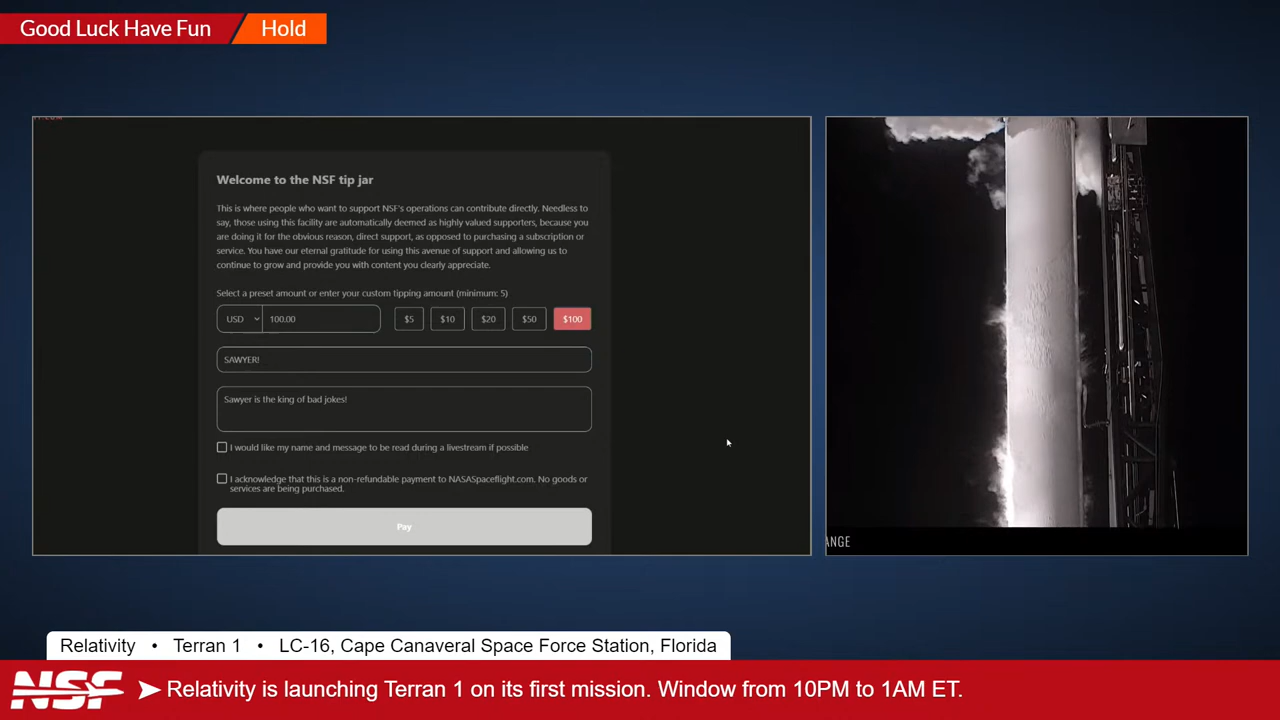 Good Luck Have Fun
Hold
Welcome to the NSF tip jar
This is where people who want to support NSF's operations can contribute directly. Needless to
say, those using this facility are automatically deemed as highly valued supporters, because you
are doing it for the obvious reason, direct support, as opposed to purchasing a subscription or
service. You have our eternal gratitude for using this avenue of support and allowing us to
continue to grow and provide you with content you clearly appreciate.
Select a preset amount or enter your custom tipping amount (minimum: 5)
USD 100.00 $5 $10 $20 $50 $100
SAWYER!
Sawyer is the king of bad jokes!
I would like my name and message to be read during a livestream if possible
I acknowledge that this is a non-refundable payment to NASASpaceflight.com. No goods or
services are being purchased.
Pay
ANGE
Relativity • Terran 1 • LC-16, Cape Canaveral Space Force Station, Florida
NSF
Relativity is launching Terran 1 on its first mission. Window from 10PM to 1AM ET.